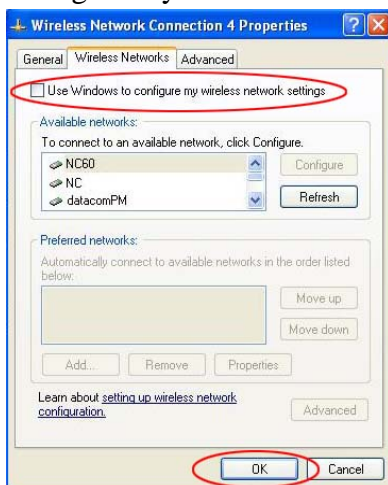 Wireless Network Connection 4 Properties
General Wireless Networks Advanced
Use Windows to configure my wireless network settings
Available networks:
To connect to an available network, click Configure.
NC60
Configure
NC
datacomPM
Refresh
Preferred networks:
Automatically connect to available networks in the order listed
below:
Move up
Move down
Add... Remove Properties
Learn about setting up wireless network
configuration.
Advanced
OK Cancel